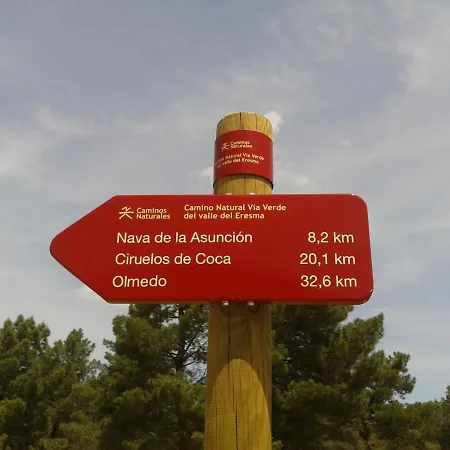 Caminos
Naturales
Camino Natural Vía Verde
del valle del Eresma
Caminos
Naturales
Camino Natural Vía Verde
del valle del Eresma
Nava de la Asunción 8,2 km
Ciruelos de Coca 20,1 km
Olmedo 32,6 km